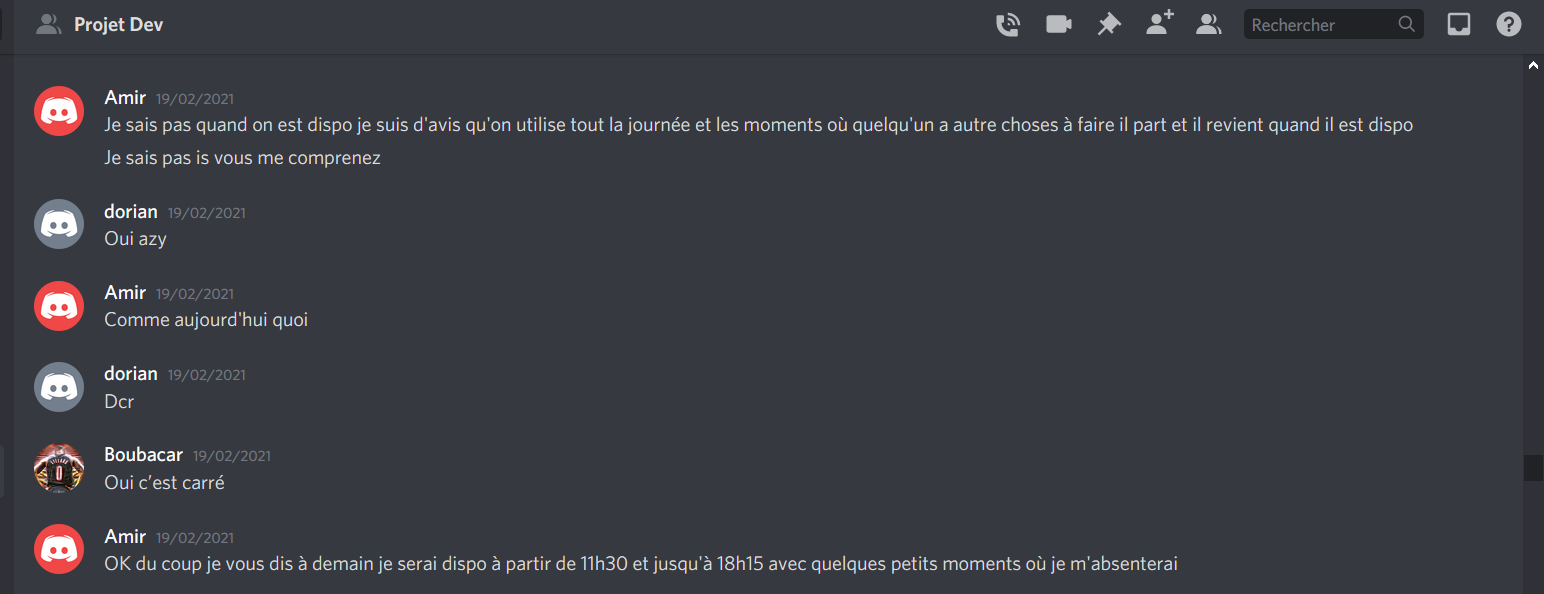 Projet Dev
Rechercher
Amir 19/02/2021
Je sais pas quand on est dispo je suis d'avis qu'on utilise tout la journée et les moments où quelqu'un a autre choses à faire il part et il revient quand il est dispo
Je sais pas is vous me comprenez
dorian 19/02/2021
Oui azy
Amir 19/02/2021
Comme aujourd'hui quoi
dorian 19/02/2021
Dcr
Boubacar 19/02/2021
Oui c’est carré
Amir 19/02/2021
OK du coup je vous dis à demain je serai dispo à partir de 11h30 et jusqu'à 18h15 avec quelques petits moments où je m'absenterai